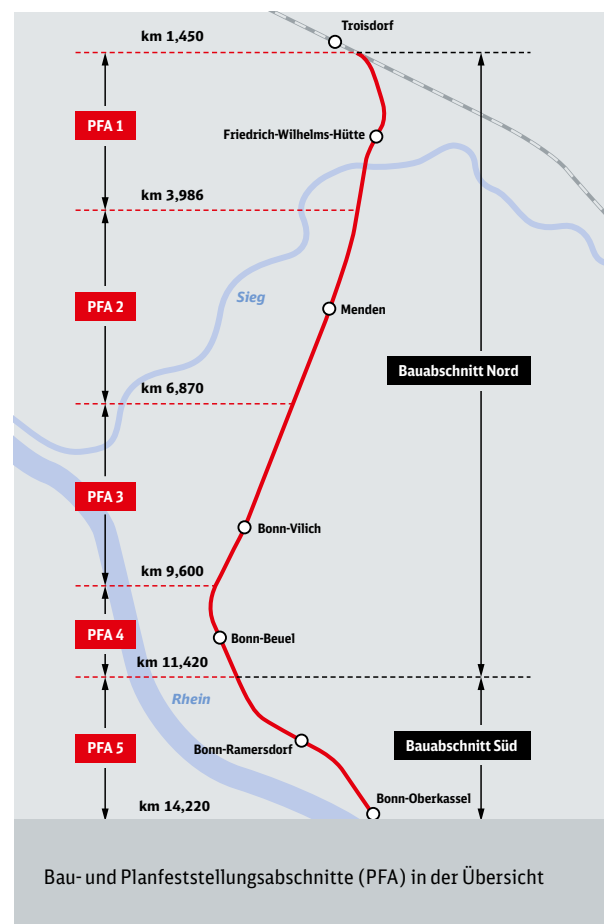 Troisdorf
km 1,450
PFA 1
Friedrich-Wilhelms-Hütte
km 3,986
Sieg
PFA 2
Menden
Bauabschnitt Nord
km 6,870
PFA 3
Bonn-Vilich
km 9,600
PFA 4
Bonn-Beuel
km 11,420
Rhein
PFA 5
Bonn-Ramersdorf
Bauabschnitt Süd
Bonn-Oberkassel
km 14,220
Bau- und Planfeststellungsabschnitte (PFA) in der Übersicht